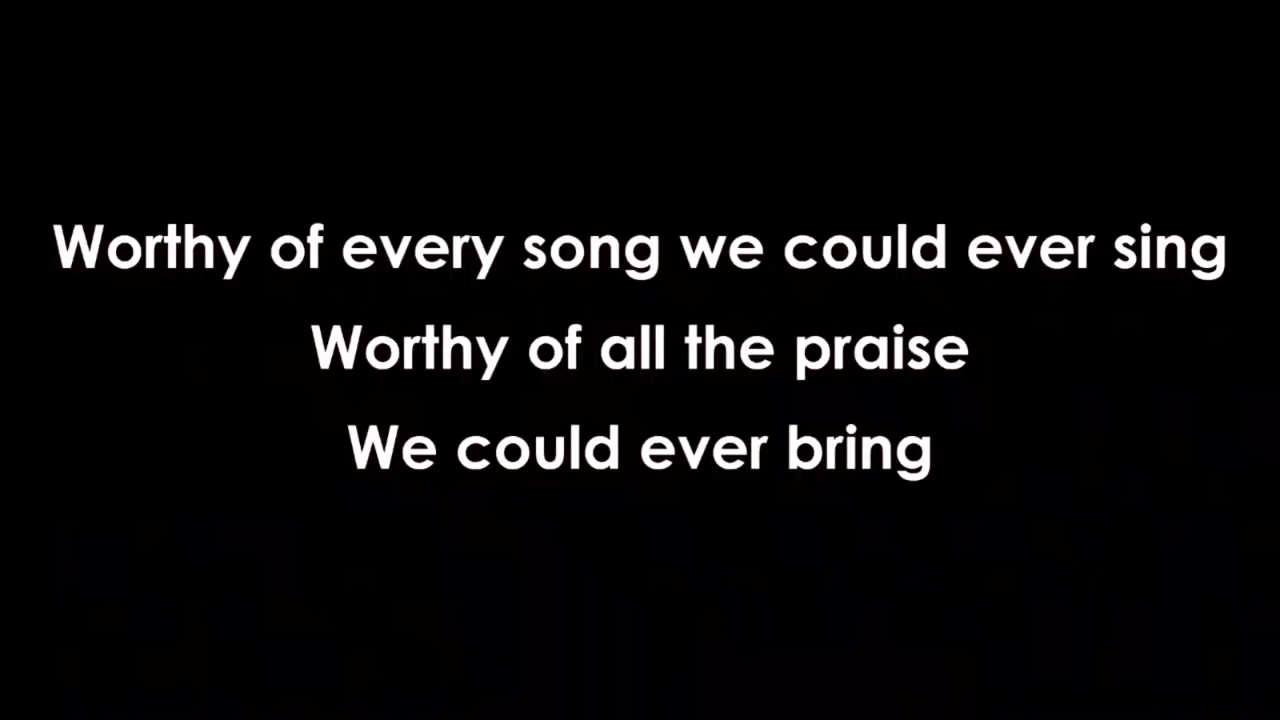 Worthy of every song we could ever sing
Worthy of all the praise
We could ever bring